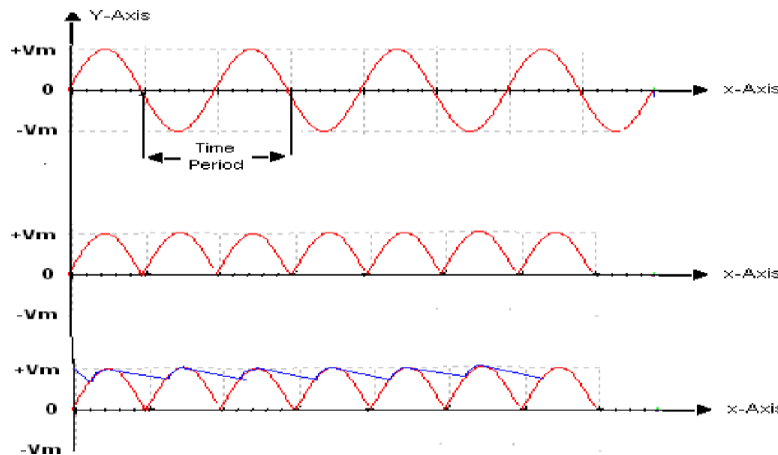 Y-Axis
+Vm
0
x-Axis
-Vm
Time
Period
+Vm
0
x-Axis
-Vm
+Vm
0
x-Axis
-Vm